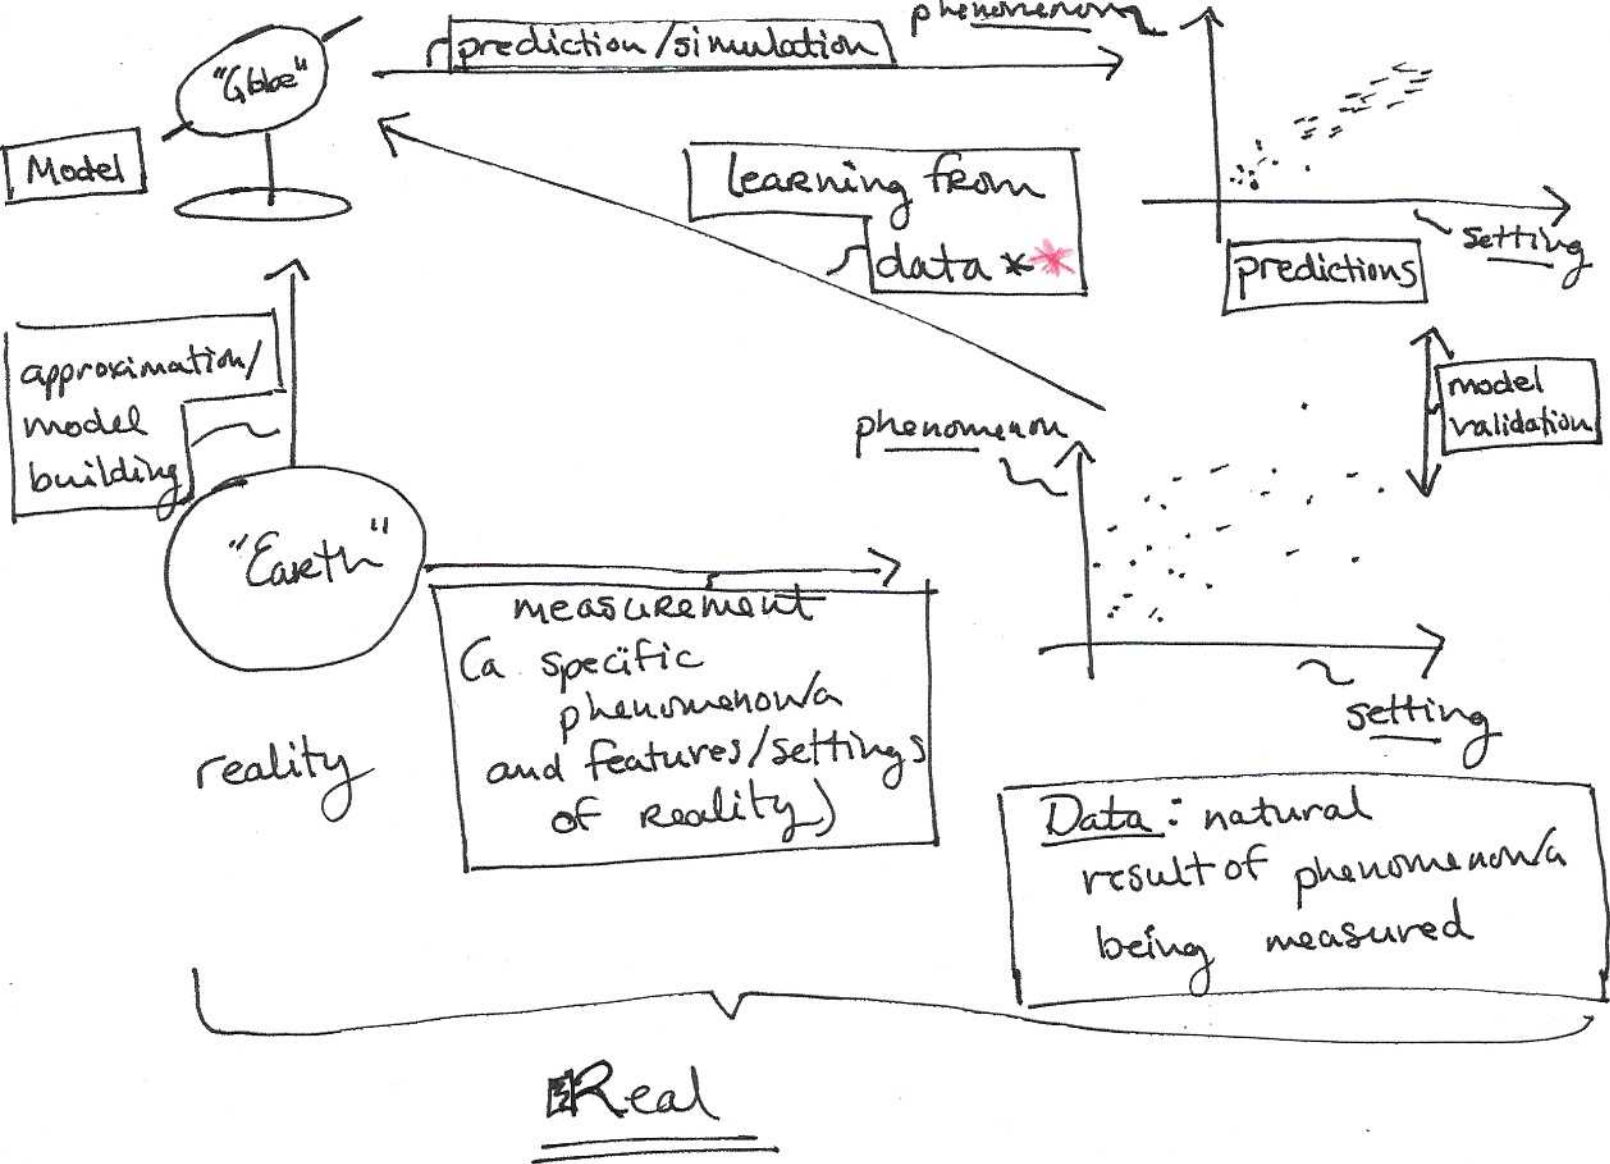 phenomenon
prediction/simulation
"Globe"
Model
learning from
data **
setting
predictions
approximation/
model
building
model
validation
phenomenon
"Earth"
measurement
(a specific
phenomenon/a
and features/settings
of reality)
setting
reality
Data: natural
result of phenomenon/a
being measured
Real